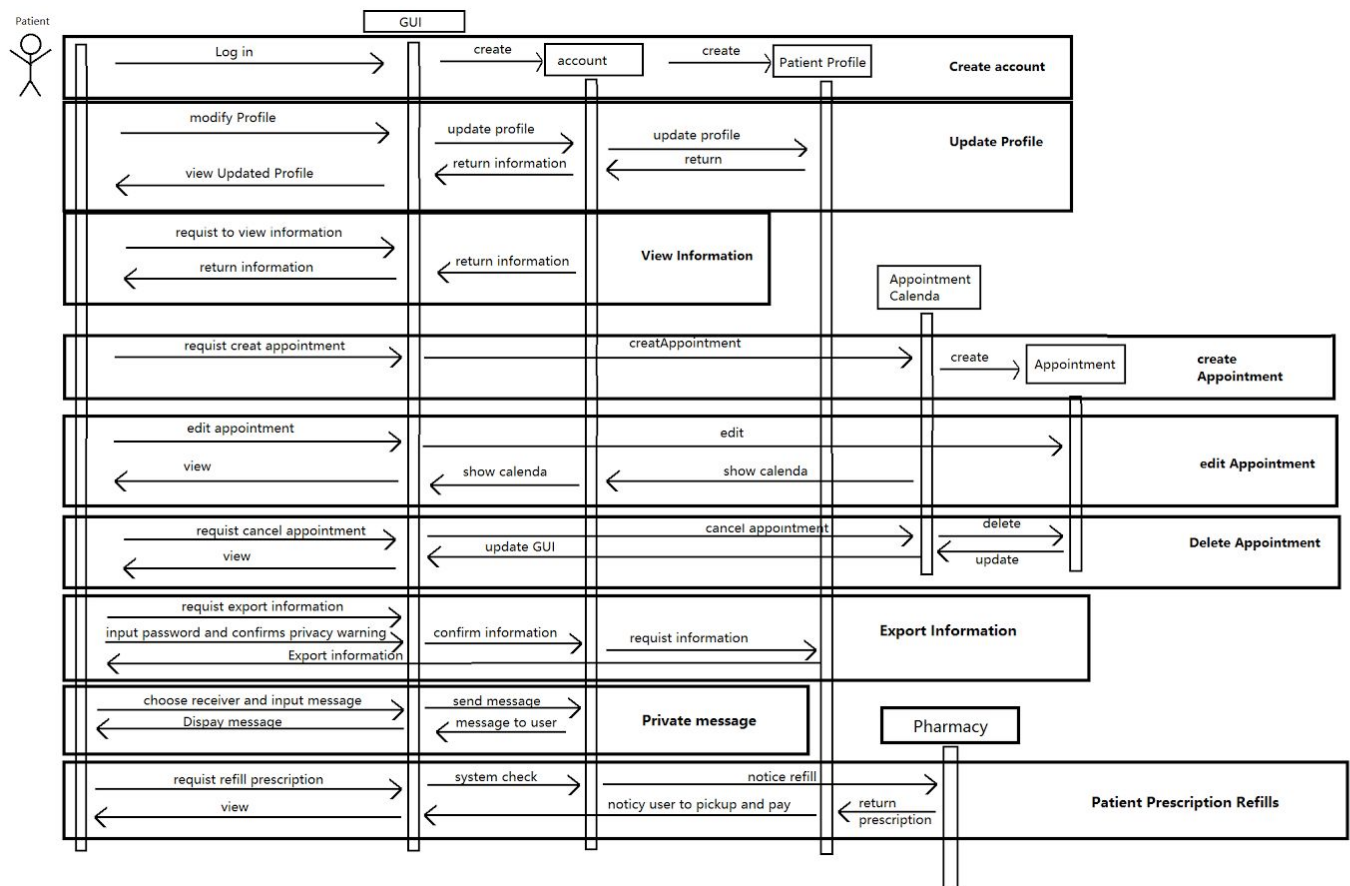 Patient
GUI
Log in
create
account
create
Patient Profile
Create account
modify Profile
update profile
update profile
Update Profile
return information
return
view Updated Profile
requist to view information
return information
return information
View Information
Appointment
Calenda
requist creat appointment
creatAppointment
create
Appointment
create
Appointment
edit appointment
edit
view
show calenda
show calenda
edit Appointment
requist cancel appointment
cancel appointment
delete
Delete Appointment
view
update GUI
update
requist export information
input password and confirms privacy warning
confirm information
requist information
Export Information
Export information
choose receiver and input message
send message
Private message
Dispay message
message to user
Pharmacy
requist refill prescription
system check
notice refill
view
noticy user to pickup and pay
return
prescription
Patient Prescription Refills